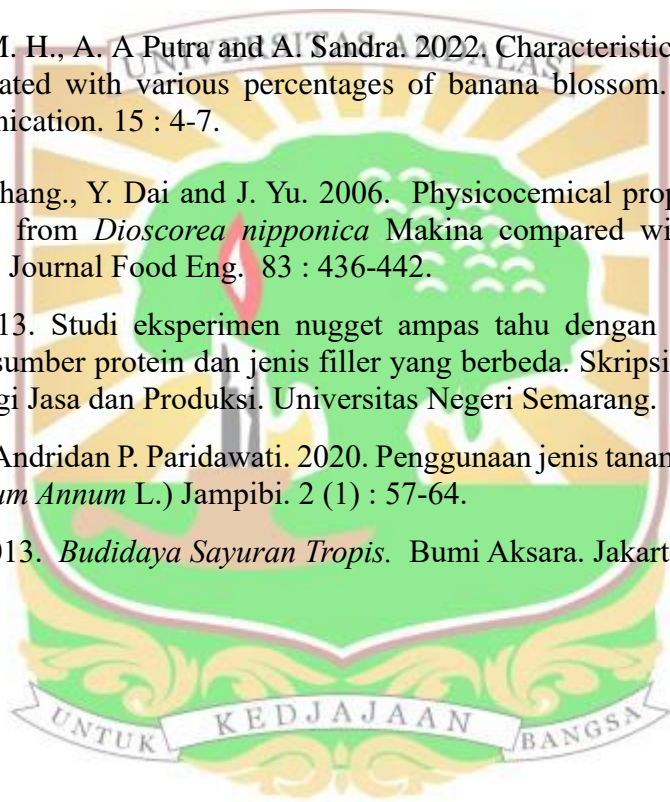 UNIVERSITAS ANDALAS
M. H., A. A Putra and A. Sandra. 2022. Characteristic
ated with various percentages of banana blossom.
nication. 15 : 4-7.
hang., Y. Dai and J. Yu. 2006. Physicocemical prop
from Dioscorea nipponica Makina compared wi
Journal Food Eng. 83 : 436-442.
13. Studi eksperimen nugget ampas tahu dengan
sumber protein dan jenis filler yang berbeda. Skripsi
gi Jasa dan Produksi. Universitas Negeri Semarang.
Andridan P. Paridawati. 2020. Penggunaan jenis tanam
um Annum L.) Jampibi. 2 (1) : 57-64.
013. Budidaya Sayuran Tropis. Bumi Aksara. Jakart
UNTUK KEDJAJAAN BANGSA